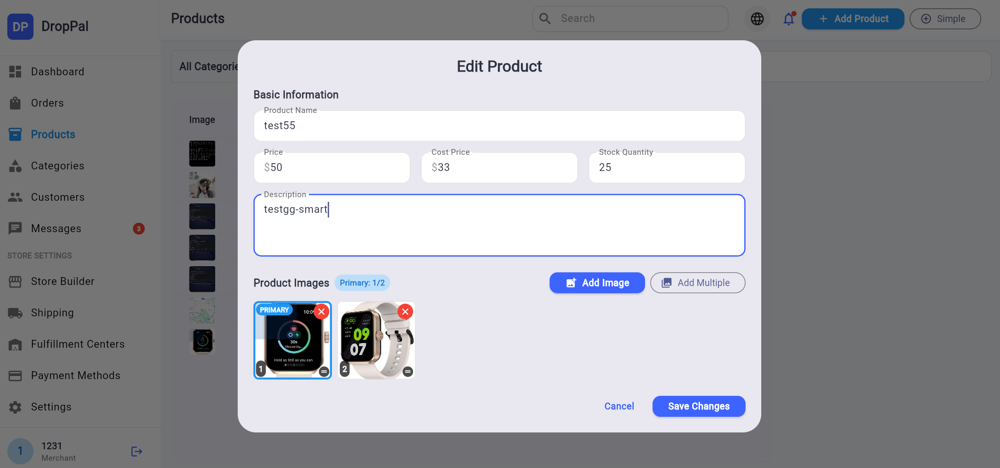 DP DropPal
Products
Search
+ Add Product
Simple
Dashboard
Orders
Products
Categories
Customers
Messages 3
STORE SETTINGS
Store Builder
Shipping
Fulfillment Centers
Payment Methods
Settings
1 1231
Merchant
All Categorie
Image
Edit Product
Basic Information
Product Name
test55
Price
$50
Cost Price
$33
Stock Quantity
25
Description
testgg-smart
Product Images Primary: 1/2
Add Image
Add Multiple
PRIMARY
10:09
30s
Measuring...
Hold as Still as you can.
1
GO
09
07
2
Cancel
Save Changes